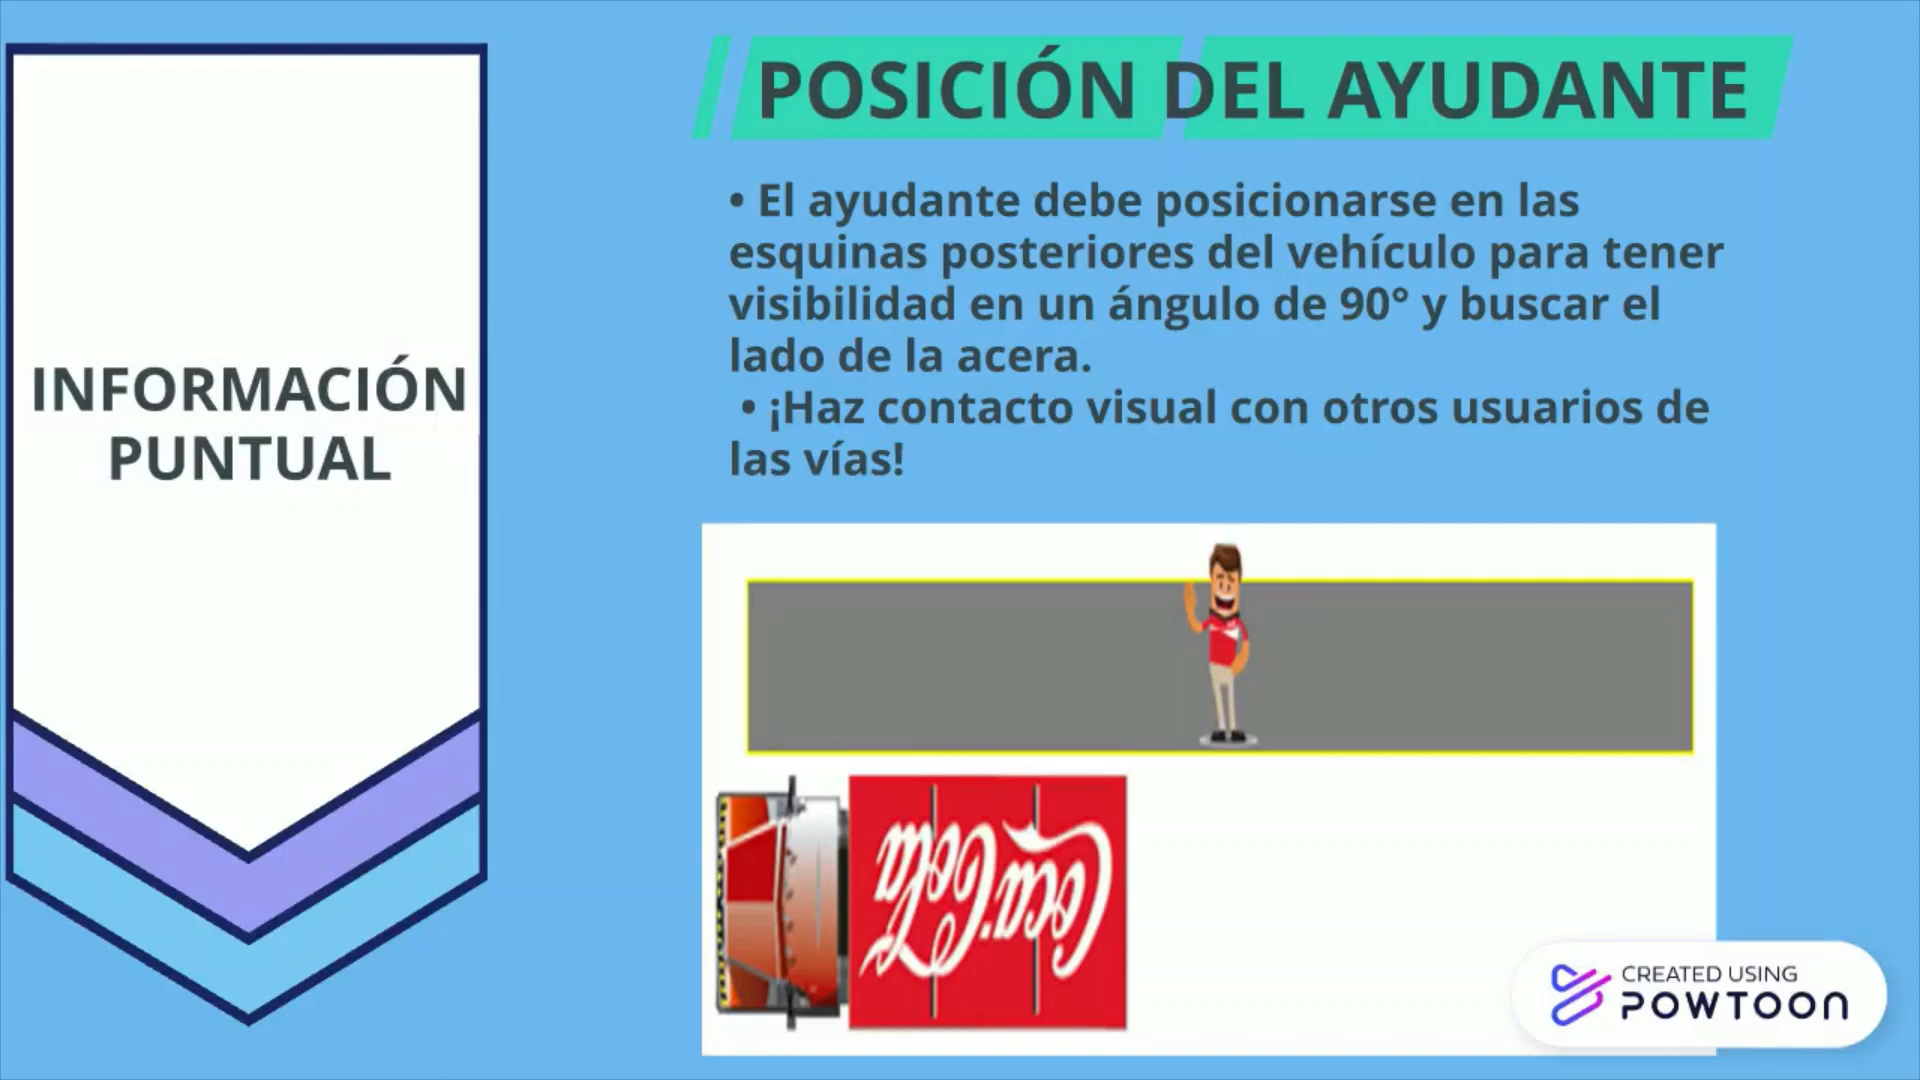 POSICIÓN DEL AYUDANTE
• El ayudante debe posicionarse en las
esquinas posteriores del vehículo para tener
visibilidad en un ángulo de 90° y buscar el
lado de la acera.
• ¡Haz contacto visual con otros usuarios de
las vías!
INFORMACIÓN
PUNTUAL
Coca-Cola
CREATED USING
POWTOON